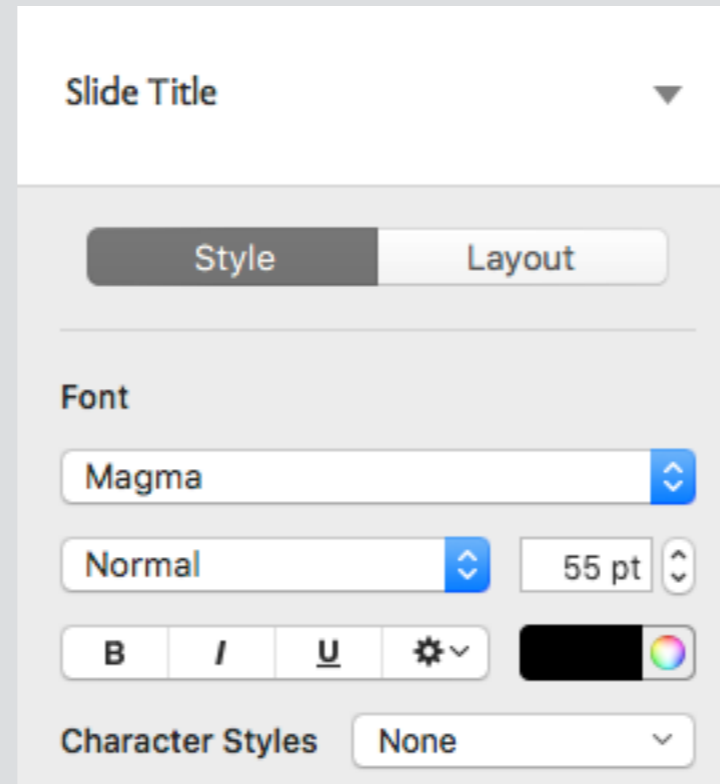 Slide Title
Style Layout
Font
Magma
Normal 55 pt
B I U
Character Styles None